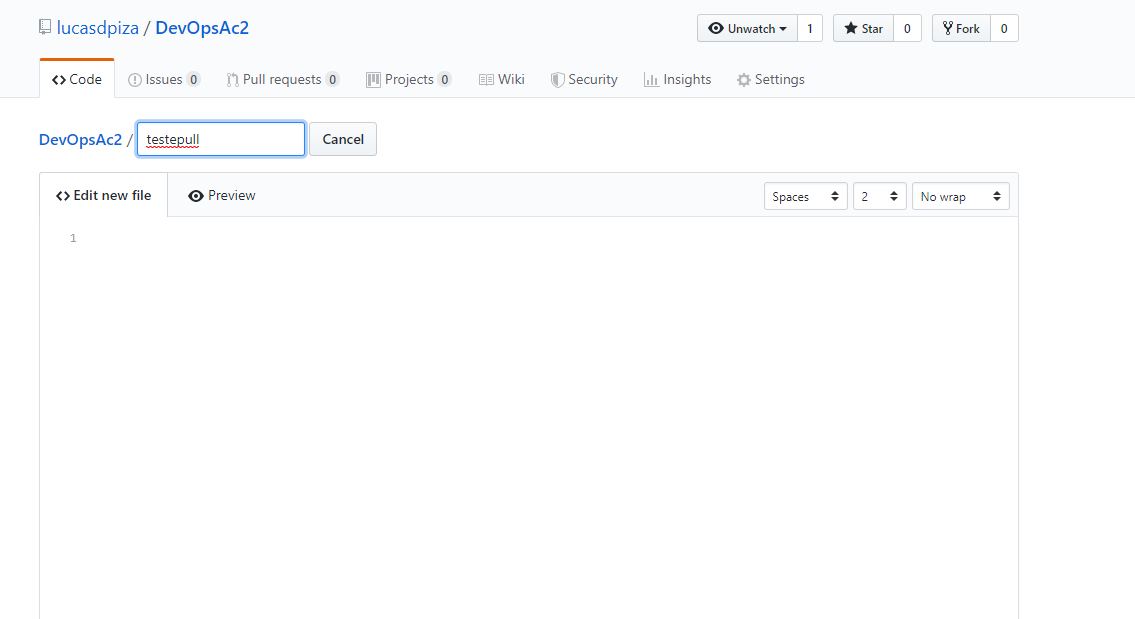 lucasdpiza / DevOpsAc2 Unwatch 1 Star 0 Fork 0
Code Issues 0 Pull requests 0 Projects 0 Wiki Security Insights Settings
DevOpsAc2 / testepull Cancel
Edit new file Preview Spaces 2 No wrap
1